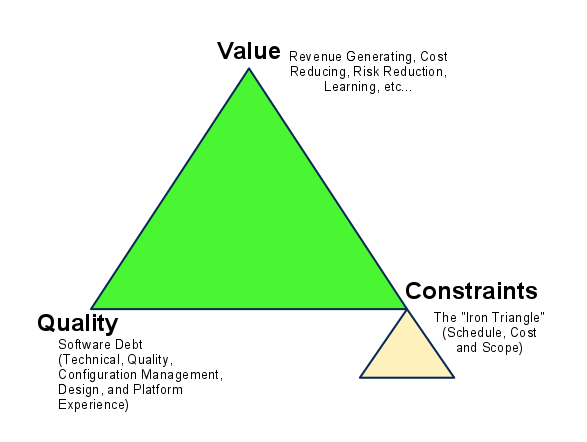 Value
Revenue Generating, Cost
Reducing, Risk Reduction,
Learning, etc...
Constraints
The "Iron Triangle"
(Schedule, Cost
and Scope)
Quality
Software Debt
(Technical, Quality,
Configuration Management,
Design, and Platform
Experience)